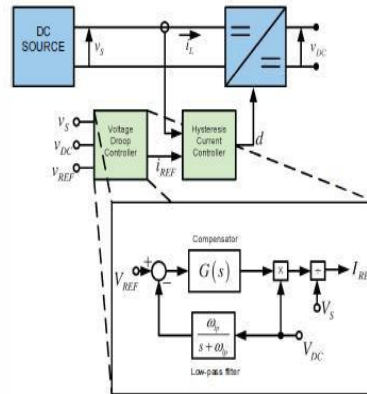 DC
SOURCE
v_S
i_L
v_DC
v_S
v_DC
v_REF
Voltage
Droop
Controller
i_REF
Hysteresis
Current
Controller
d
Compensator
V_REF
+
−
G(s)
x
÷
I_RE
V_S
ω_lp
s+ω_lp
V_DC
Low-pass filter